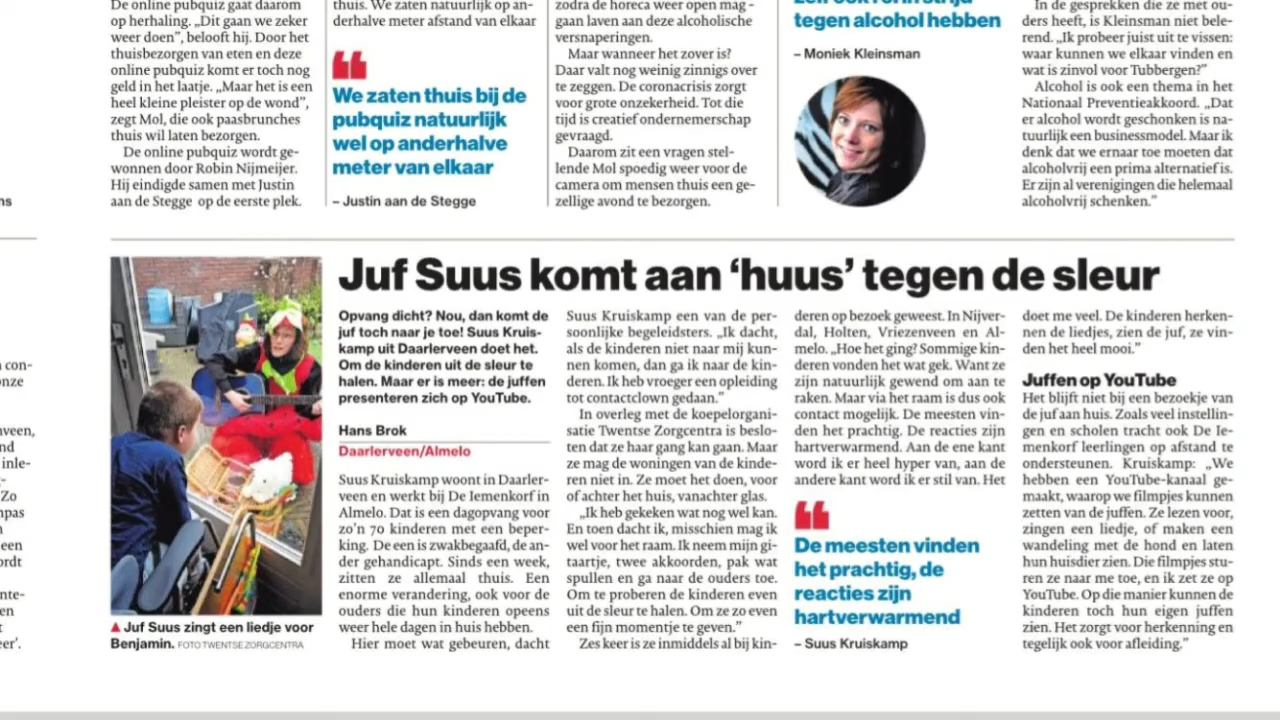 De online pubquiz gaat daarom
op herhaling. „Dit gaan we zeker
weer doen”, belooft hij. Door het
thuisbezorgen van eten en deze
online pubquiz komt er toch nog
geld in het laatje. „Maar het is een
heel kleine pleister op de wond”,
zegt Mol, die ook paasbrunches
thuis wil laten bezorgen.
De online pubquiz wordt ge-
wonnen door Robin Nijmeijer.
Hij eindigde samen met Justin
aan de Stegge op de eerste plek.
thuis. We zaten natuurlijk op an-
derhalve meter afstand van elkaar
We zaten thuis bij de
pubquiz natuurlijk
wel op anderhalve
meter van elkaar
– Justin aan de Stegge
zodra de horeca weer open mag -
gaan laven aan deze alcoholische
versnaperingen.
Maar wanneer het zover is?
Daar valt nog weinig zinnigs over
te zeggen. De coronacrisis zorgt
voor grote onzekerheid. Tot die
tijd is creatief ondernemerschap
gevraagd.
Daarom zit een vragen stel-
lende Mol spoedig weer voor de
camera om mensen thuis een ge-
zellige avond te bezorgen.
tegen alcohol hebben
– Moniek Kleinsman
In de gesprekken die ze met ou-
ders heeft, is Kleinsman niet bele-
rend. „Ik probeer juist uit te vissen:
waar kunnen we elkaar vinden en
wat is zinvol voor Tubbergen?”
Alcohol is ook een thema in het
Nationaal Preventieakkoord. „Dat
er alcohol wordt geschonken is na-
tuurlijk een businessmodel. Maar ik
denk dat we ernaar toe moeten dat
alcoholvrij een prima alternatief is.
Er zijn al verenigingen die helemaal
alcoholvrij schenken.”
Juf Suus komt aan ‘huus’ tegen de sleur
▲ Juf Suus zingt een liedje voor
Benjamin. FOTO TWENTSE ZORGCENTRA
Opvang dicht? Nou, dan komt de
juf toch naar je toe! Suus Kruis-
kamp uit Daarlerveen doet het.
Om de kinderen uit de sleur te
halen. Maar er is meer: de juffen
presenteren zich op YouTube.
Hans Brok
Daarlerveen/Almelo
Suus Kruiskamp woont in Daarler-
veen en werkt bij De Iemenkorf in
Almelo. Dat is een dagopvang voor
zo’n 70 kinderen met een beper-
king. De een is zwakbegaafd, de an-
der gehandicapt. Sinds een week,
zitten ze allemaal thuis. Een
enorme verandering, ook voor de
ouders die hun kinderen opeens
weer hele dagen in huis hebben.
Hier moet wat gebeuren, dacht
Suus Kruiskamp een van de per-
soonlijke begeleidsters. „Ik dacht,
als de kinderen niet naar mij kun-
nen komen, dan ga ik naar de kin-
deren. Ik heb vroeger een opleiding
tot contactclown gedaan.”
In overleg met de koepelorgani-
satie Twentse Zorgcentra is beslo-
ten dat ze haar gang kan gaan. Maar
ze mag de woningen van de kinde-
ren niet in. Ze moet het doen, voor
of achter het huis, vanachter glas.
„Ik heb gekeken wat nog wel kan.
En toen dacht ik, misschien mag ik
wel voor het raam. Ik neem mijn gi-
taartje, twee akkoorden, pak wat
spullen en ga naar de ouders toe.
Om te proberen de kinderen even
uit de sleur te halen. Om ze zo even
een fijn momentje te geven.”
Zes keer is ze inmiddels al bij kin-
deren op bezoek geweest. In Nijver-
dal, Holten, Vriezenveen en Al-
melo. „Hoe het ging? Sommige kin-
deren vonden het wat gek. Want ze
zijn natuurlijk gewend om aan te
raken. Maar via het raam is dus ook
contact mogelijk. De meesten vin-
den het prachtig. De reacties zijn
hartverwarmend. Aan de ene kant
word ik er heel hyper van, aan de
andere kant word ik er stil van. Het
De meesten vinden
het prachtig, de
reacties zijn
hartverwarmend
– Suus Kruiskamp
doet me veel. De kinderen herken-
nen de liedjes, zien de juf, ze vin-
den het heel mooi.”
Juffen op YouTube
Het blijft niet bij een bezoekje van
de juf aan huis. Zoals veel instellin-
gen en scholen tracht ook De Ie-
menkorf leerlingen op afstand te
ondersteunen. Kruiskamp: „We
hebben een YouTube-kanaal ge-
maakt, waarop we filmpjes kunnen
zetten van de juffen. Ze lezen voor,
zingen een liedje, of maken een
wandeling met de hond en laten
hun huisdier zien. Die filmpjes stu-
ren ze naar me toe, en ik zet ze op
YouTube. Op die manier kunnen de
kinderen toch hun eigen juffen
zien. Het zorgt voor herkenning en
tegelijk ook voor afleiding.”